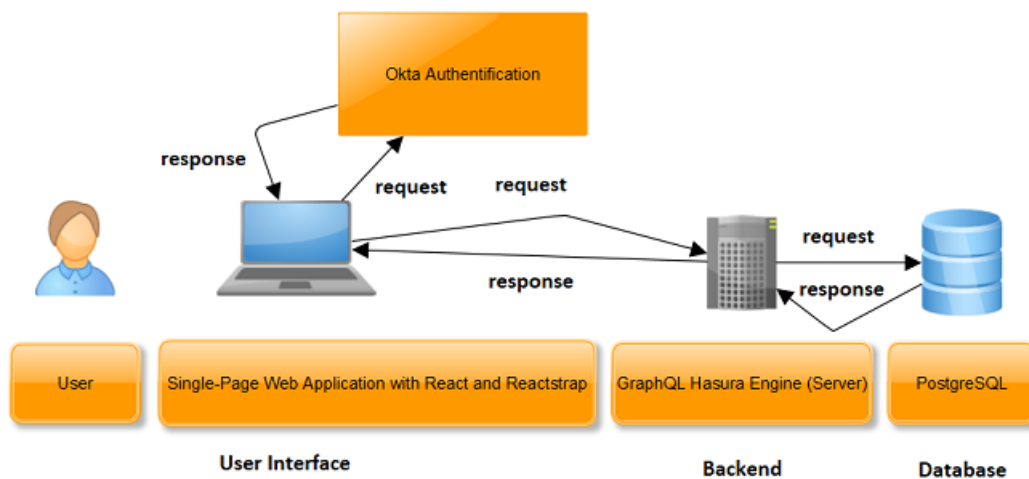 Okta Authentification
response
request
request
response
request
response
User
Single-Page Web Application with React and Reactstrap
GraphQL Hasura Engine (Server)
PostgreSQL
User Interface
Backend
Database